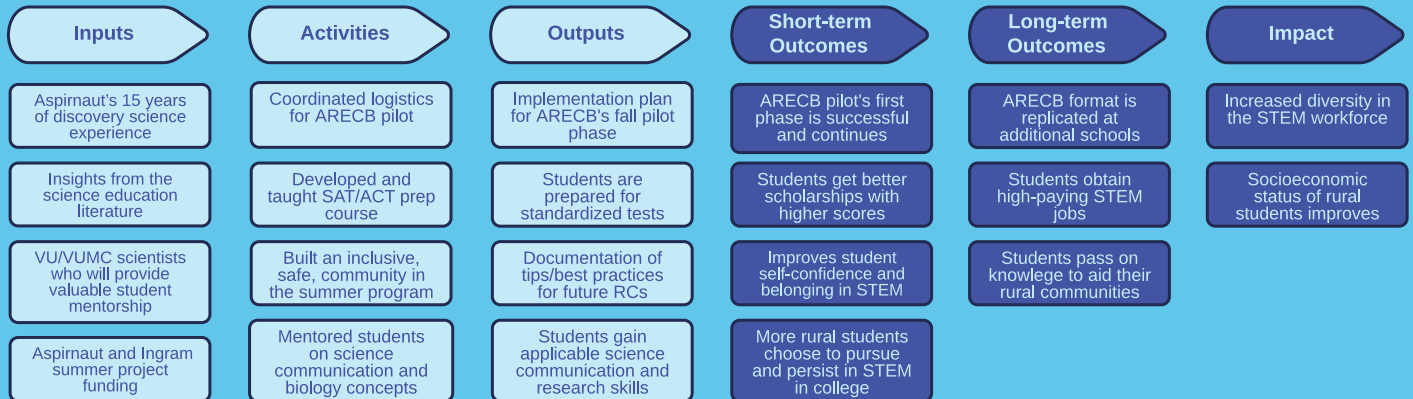 Inputs
Activities
Outputs
Short-term
Outcomes
Long-term
Outcomes
Impact
Aspirnaut's 15 years
of discovery science
experience
Insights from the
science education
literature
VU/VUMC scientists
who will provide
valuable student
mentorship
Aspirnaut and Ingram
summer project
funding
Coordinated logistics
for ARECB pilot
Developed and
taught SAT/ACT prep
course
Built an inclusive,
safe, community in
the summer program
Mentored students
on science
communication and
biology concepts
Implementation plan
for ARECB's fall pilot
phase
Students are
prepared for
standardized tests
Documentation of
tips/best practices
for future RCs
Students gain
applicable science
communication and
research skills
ARECB pilot's first
phase is successful
and continues
Students get better
scholarships with
higher scores
Improves student
self-confidence and
belonging in STEM
More rural students
choose to pursue
and persist in STEM
in college
ARECB format is
replicated at
additional schools
Students obtain
high-paying STEM
jobs
Students pass on
knowlege to aid their
rural communities
Increased diversity in
the STEM workforce
Socioeconomic
status of rural
students improves